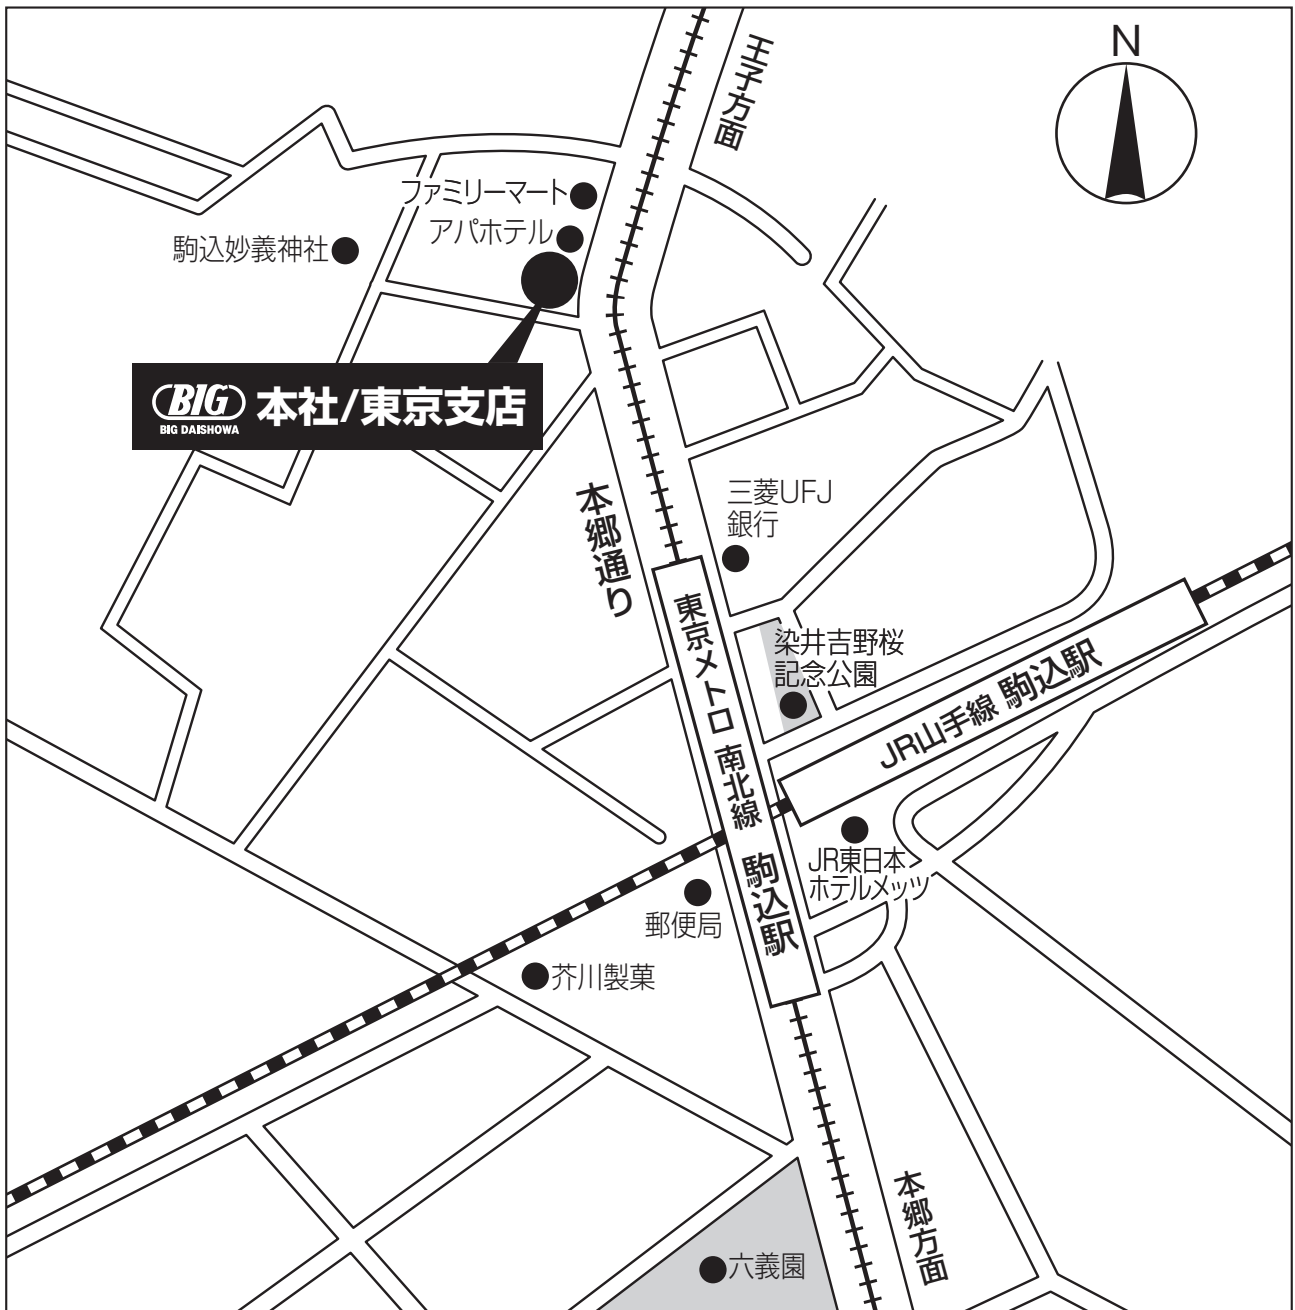 N
王子方面
ファミリーマート
アパホテル
駒込妙義神社
BIG
BIG DAISHOWA
本社/東京支店
三菱UFJ
銀行
本郷通り
東京メトロ 南北線 駒込駅
染井吉野桜
記念公園
JR山手線 駒込駅
JR東日本
ホテルメッツ
郵便局
芥川製菓
本郷方面
六義園